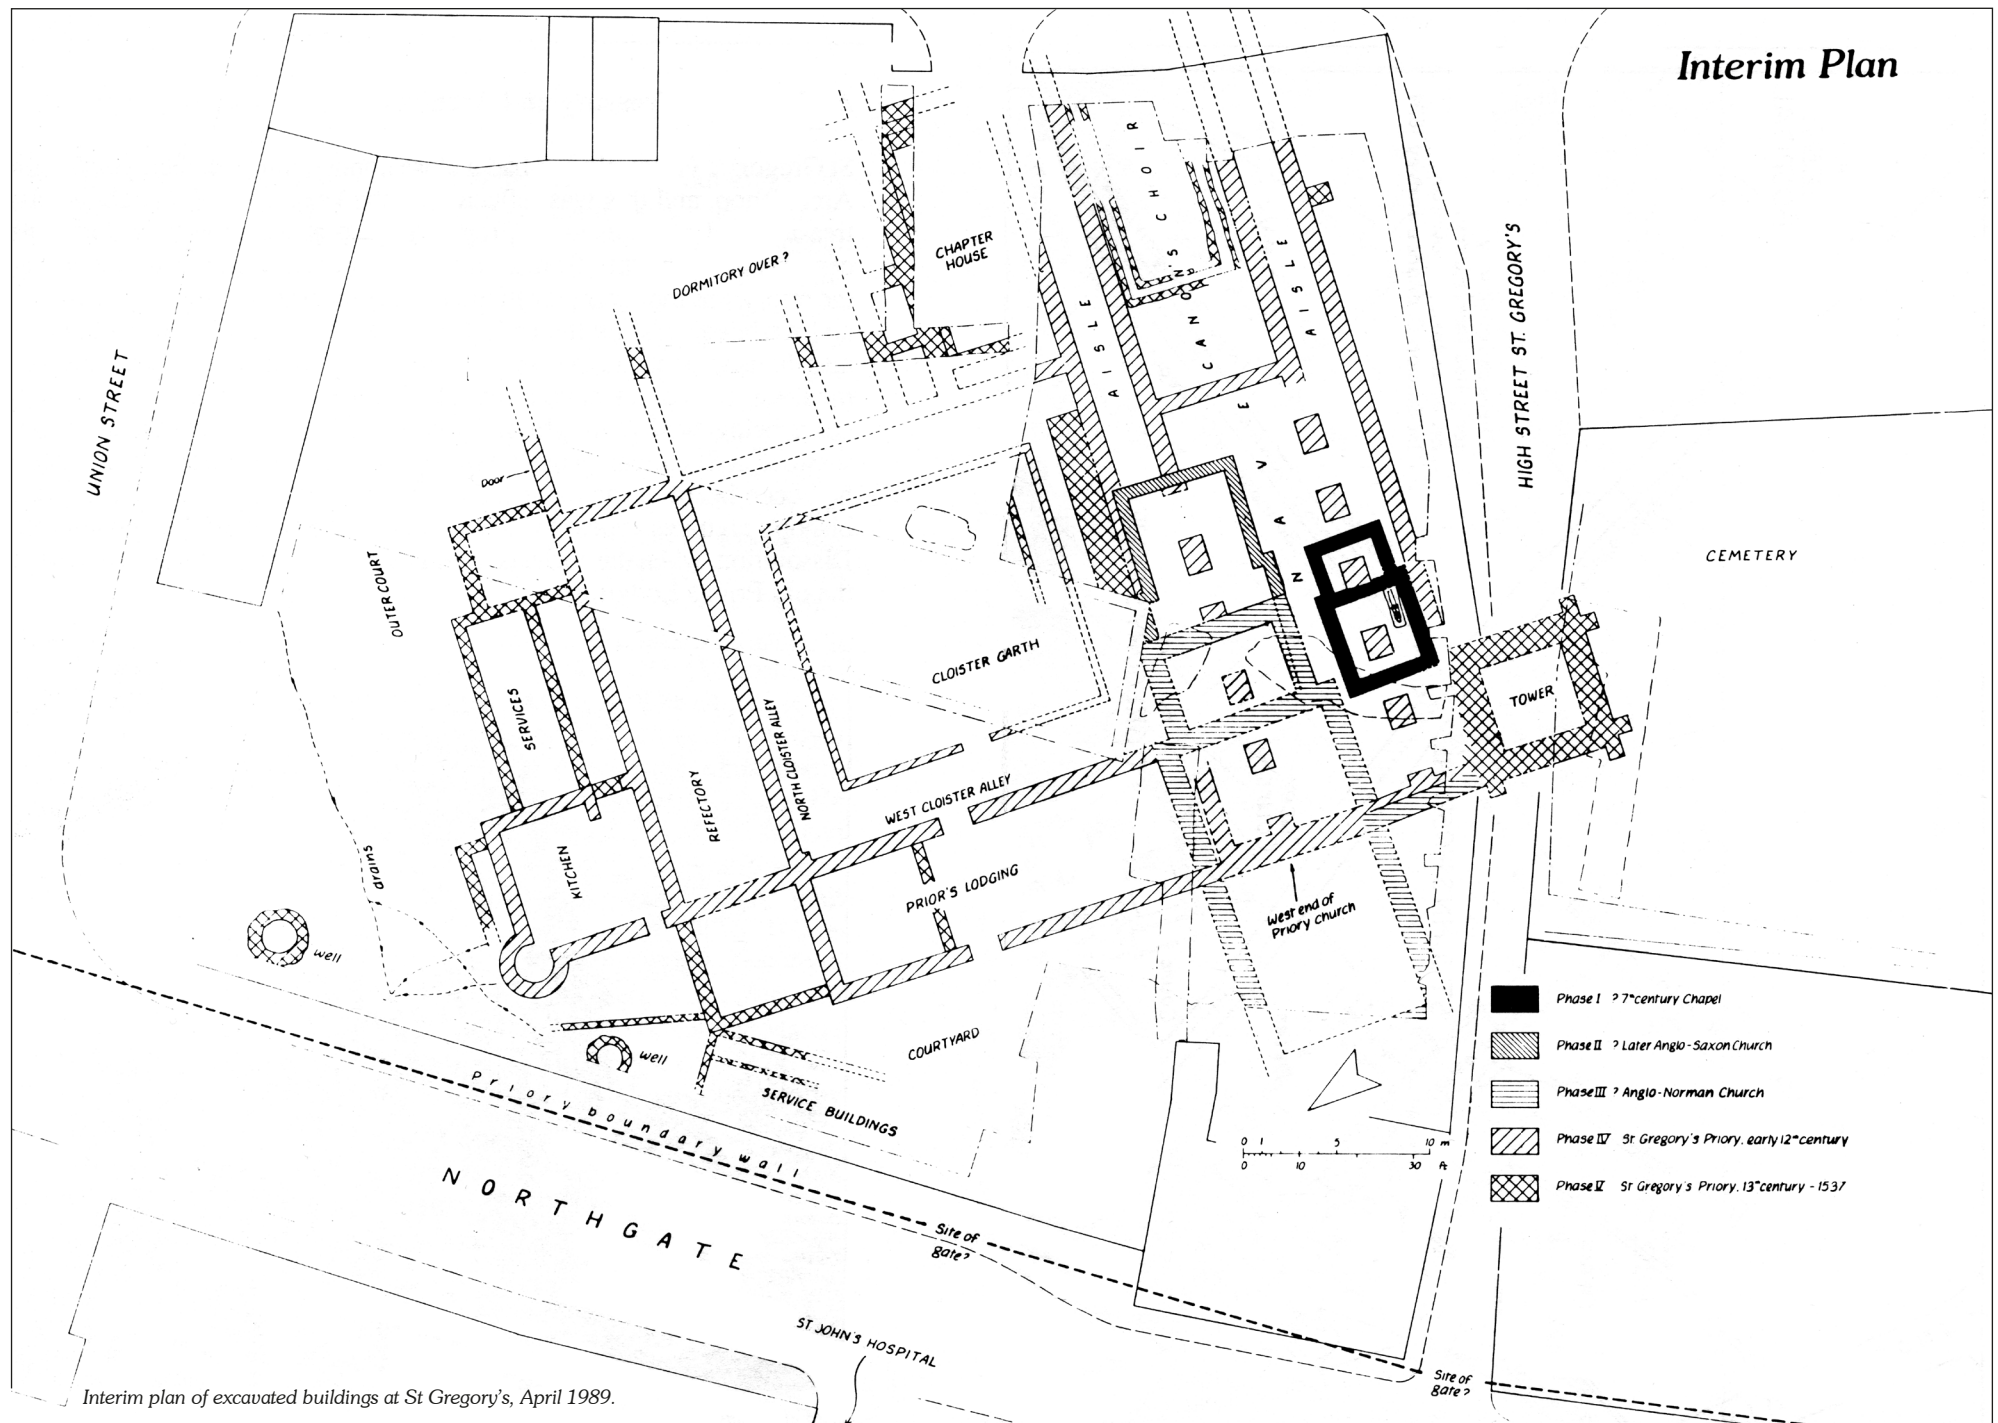 Interim Plan
CANON'S CHOIR
AISLE
AISLE
NAVE
CHAPTER
HOUSE
DORMITORY OVER?
UNION STREET
HIGH STREET ST. GREGORY'S
Door
OUTER COURT
CEMETERY
CLOISTER GARTH
TOWER
SERVICES
REFECTORY
NORTH CLOISTER ALLEY
WEST CLOISTER ALLEY
KITCHEN
drains
PRIOR'S LODGING
West end of
Priory church
well
well
COURTYARD
SERVICE BUILDINGS
Priory boundary wall
NORTHGATE
Site of
gate?
ST JOHN'S HOSPITAL
Site of
gate?
0 1 5 10 m
0 10 30 ft
Phase I ? 7th century Chapel
Phase II ? Later Anglo-Saxon Church
Phase III ? Anglo-Norman Church
Phase IV St. Gregory's Priory, early 12th century
Phase V St Gregory's Priory, 13th century - 1537
Interim plan of excavated buildings at St Gregory's, April 1989.